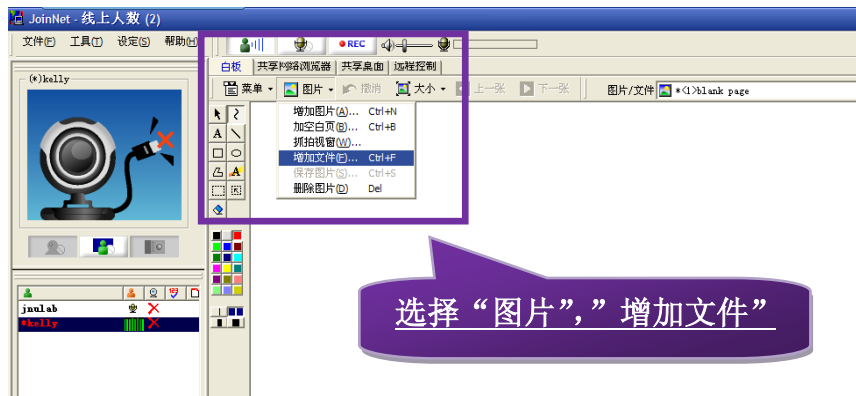 JoinNet - 线上人数 (2)
文件(F) 工具(T) 设定(S) 帮助(H)
REC
白板 共享网络浏览器 共享桌面 远程控制
(*)kelly
菜单 图片 撤消 大小 上一张 下一张 图片/文件 *<1>blank page
增加图片(A)... Ctrl+N
加空白页(B)... Ctrl+B
抓拍视窗(W)...
增加文件(F)... Ctrl+F
保存图片(S)... Ctrl+S
删除图片(D) Del
选择“图片”,”增加文件”
jnulab
*kelly